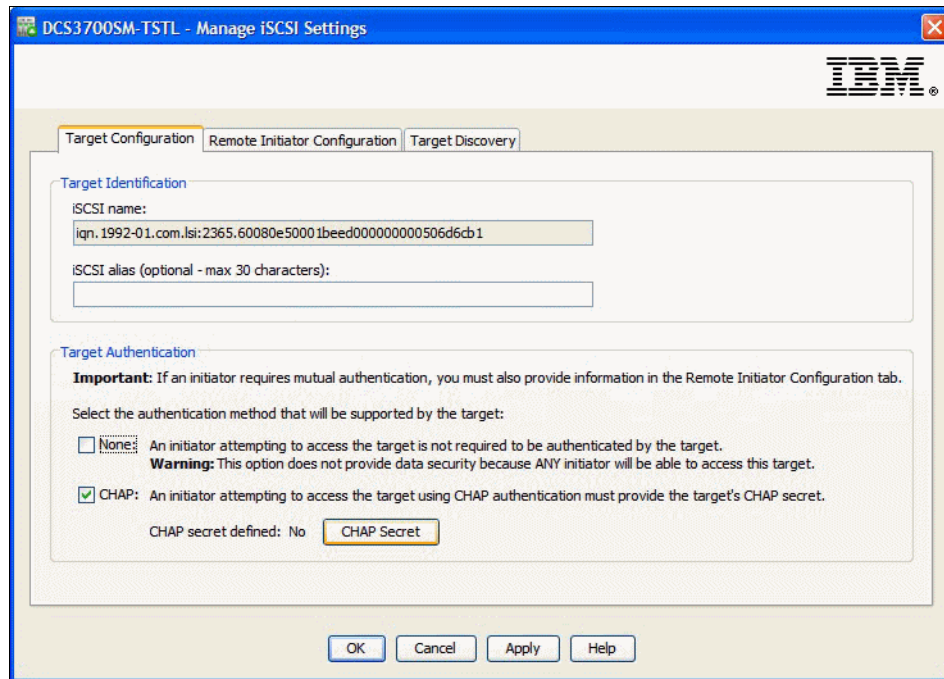 DCS3700SM-TSTL - Manage iSCSI Settings
IBM®
Target Configuration Remote Initiator Configuration Target Discovery
Target Identification
iSCSI name:
iqn.1992-01.com.lsi:2365.60080e50001beed000000000506d6cb1
iSCSI alias (optional - max 30 characters):
Target Authentication
Important: If an initiator requires mutual authentication, you must also provide information in the Remote Initiator Configuration tab.
Select the authentication method that will be supported by the target:
None: An initiator attempting to access the target is not required to be authenticated by the target.
Warning: This option does not provide data security because ANY initiator will be able to access this target.
CHAP: An initiator attempting to access the target using CHAP authentication must provide the target's CHAP secret.
CHAP secret defined: No CHAP Secret
OK Cancel Apply Help